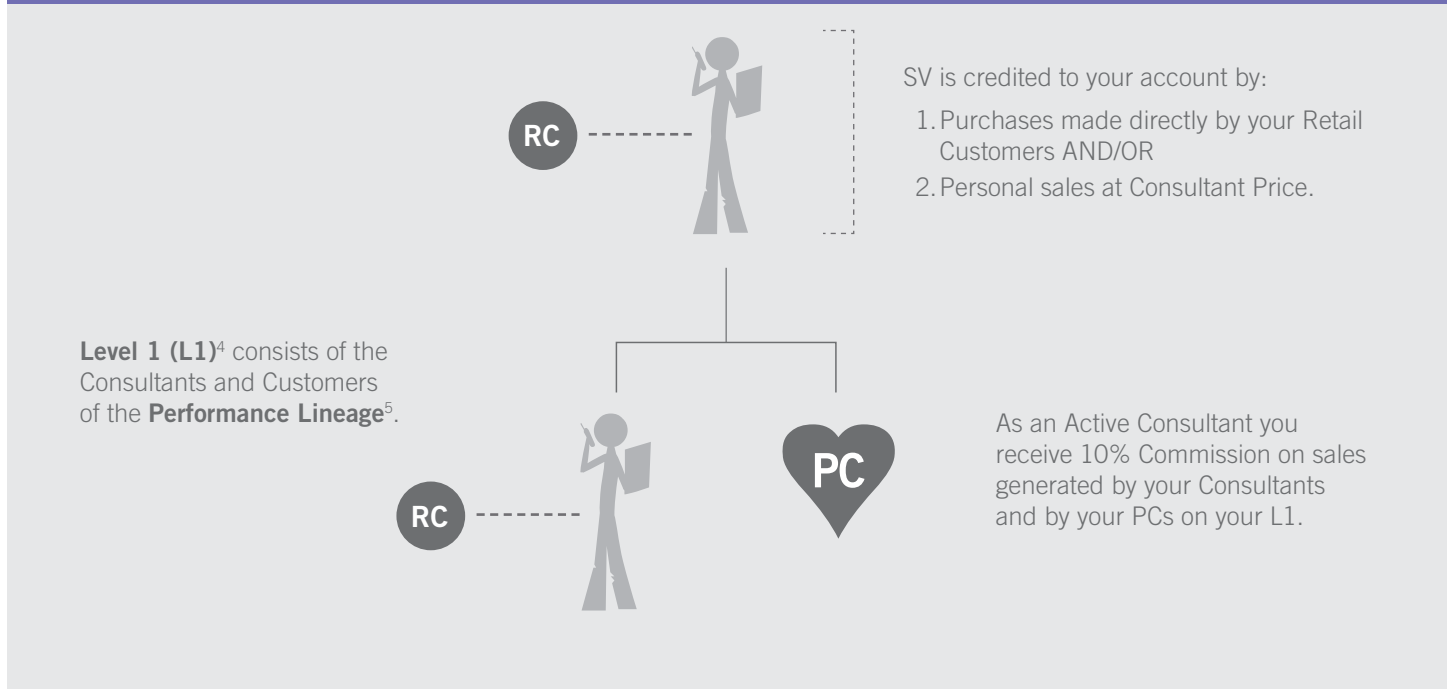 RC
SV is credited to your account by:
1. Purchases made directly by your Retail
Customers AND/OR
2. Personal sales at Consultant Price.
Level 1 (L1)⁴ consists of the
Consultants and Customers
of the Performance Lineage⁵.
RC
PC
As an Active Consultant you
receive 10% Commission on sales
generated by your Consultants
and by your PCs on your L1.